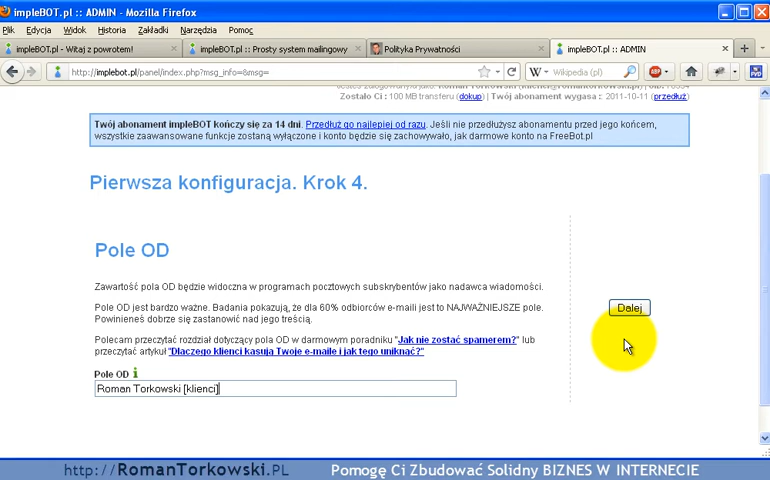 impleBOT.pl :: ADMIN - Mozilla Firefox
Plik Edycja Widok Historia Zakładki Narzędzia Pomoc
impleBOT.pl - Witaj z powrotem! impleBOT.pl :: Prosty system mailingowy Polityka Prywatności impleBOT.pl :: ADMIN
http://implebot.pl/panel/index.php?msg_info=&msg= Wikipedia (pl)
Zostało Ci : 100 MB transferu (dokup) | Twój abonament wygasa : 2011-10-11 (przedłuż)
Twój abonament impleBOT kończy się za 14 dni. Przedłuż go najlepiej od razu. Jeśli nie przedłużysz abonamentu przed jego końcem,
wszystkie zaawansowane funkcje zostaną wyłączone i konto będzie się zachowywało, jak darmowe konto na FreeBot.pl
Pierwsza konfiguracja. Krok 4.
Pole OD
Zawartość pola OD będzie widoczna w programach pocztowych subskrybentów jako nadawca wiadomości.
Pole OD jest bardzo ważne. Badania pokazują, że dla 60% odbiorców e-maili jest to NAJWAŻNIEJSZE pole.
Powinieneś dobrze się zastanowić nad jego treścią.
Polecam przeczytać rozdział dotyczący pola OD w darmowym poradniku "Jak nie zostać spamerem?" lub
przeczytać artykuł "Dlaczego klienci kasują Twoje e-maile i jak tego uniknąć?"
Dalej
Pole OD
Roman Torkowski [klienci]
http://RomanTorkowski.PL Pomogę Ci Zbudować Solidny BIZNES W INTERNECIE